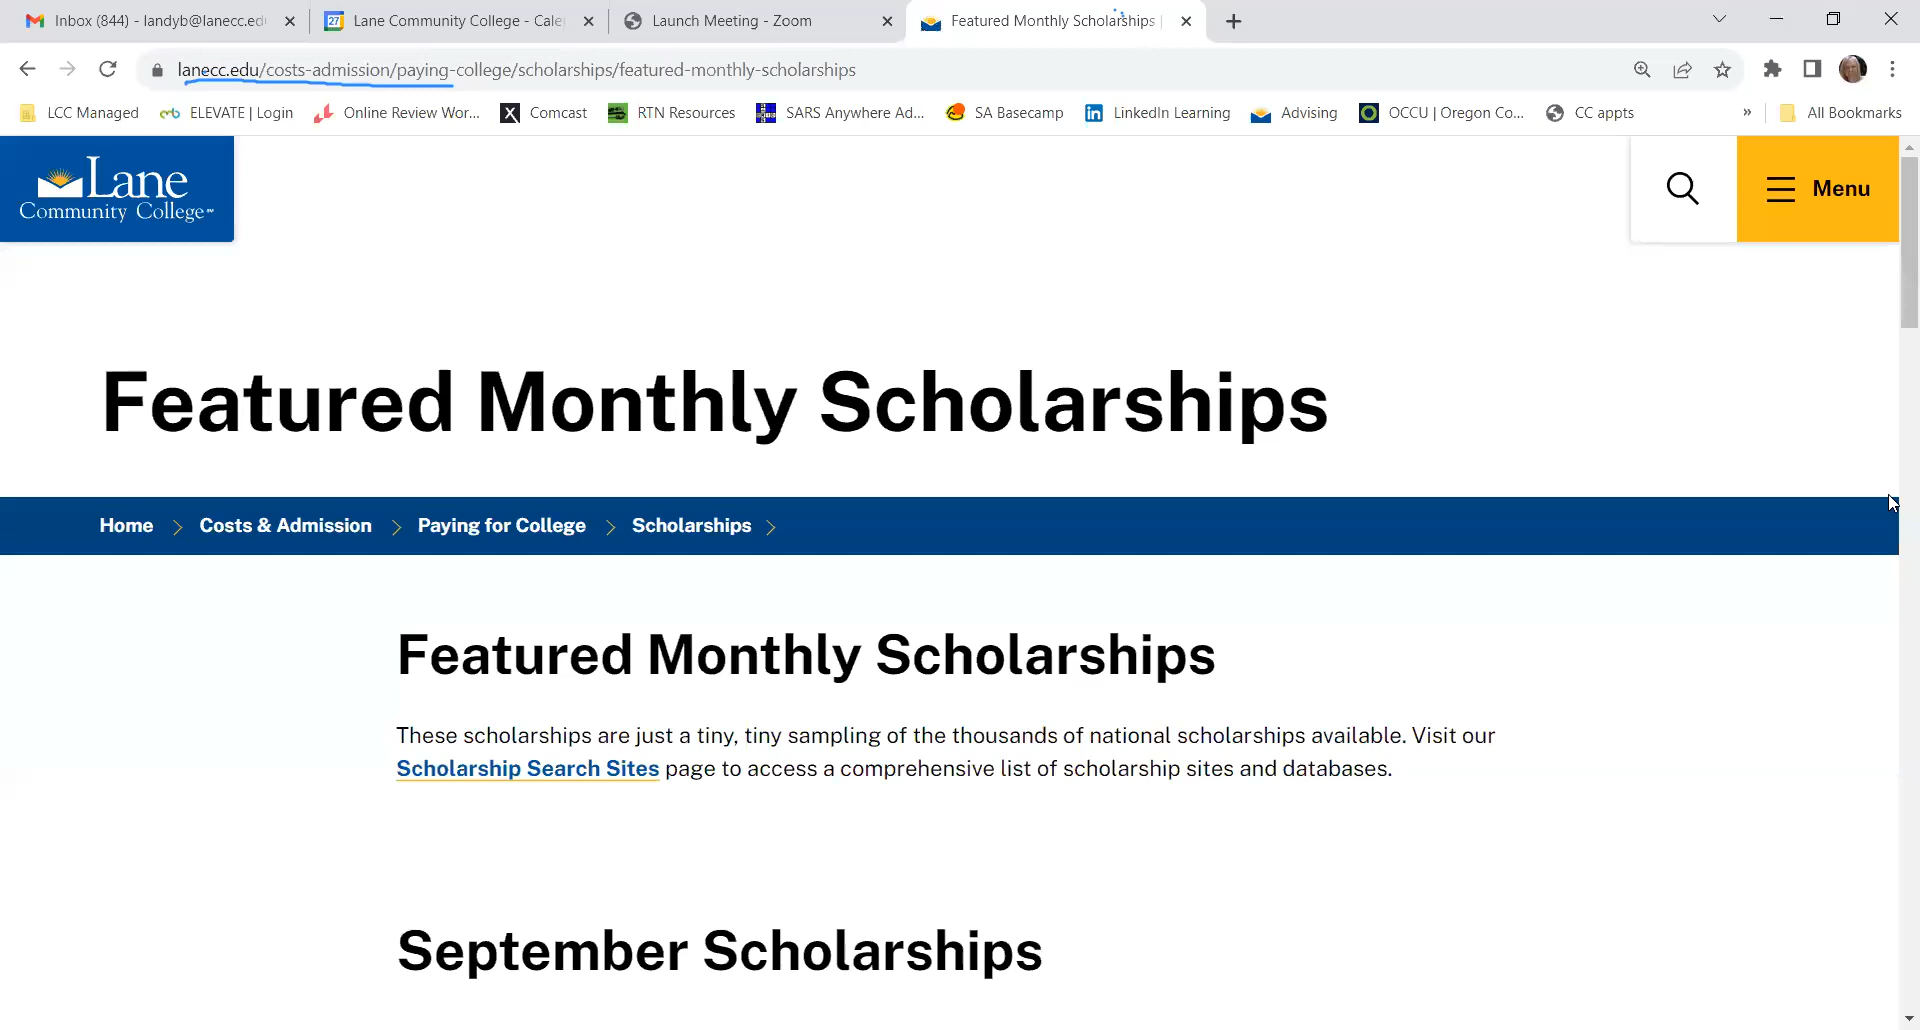 Inbox (844) - landyb@lanecc.ed
Lane Community College - Cale
Launch Meeting - Zoom
Featured Monthly Scholarships |
lanecc.edu/costs-admission/paying-college/scholarships/featured-monthly-scholarships
LCC Managed
ELEVATE | Login
Online Review Wor...
Comcast
RTN Resources
SARS Anywhere Ad...
SA Basecamp
LinkedIn Learning
Advising
OCCU | Oregon Co...
CC appts
»
All Bookmarks
Lane
Community College
Menu
Featured Monthly Scholarships
Home > Costs & Admission > Paying for College > Scholarships >
Featured Monthly Scholarships
These scholarships are just a tiny, tiny sampling of the thousands of national scholarships available. Visit our
Scholarship Search Sites page to access a comprehensive list of scholarship sites and databases.
September Scholarships